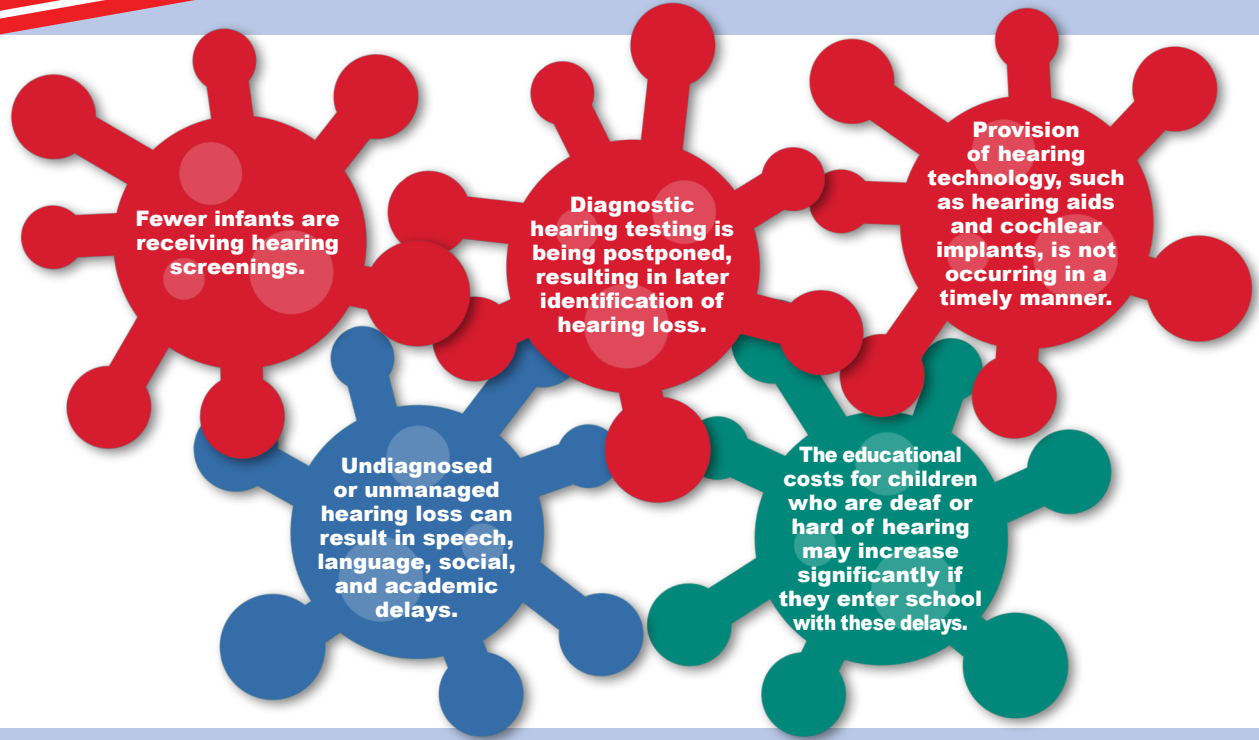 Fewer infants are
receiving hearing
screenings.
Diagnostic
hearing testing is
being postponed,
resulting in later
identification of
hearing loss.
Provision
of hearing
technology, such
as hearing aids
and cochlear
implants, is not
occurring in a
timely manner.
Undiagnosed
or unmanaged
hearing loss can
result in speech,
language, social,
and academic
delays.
The educational
costs for children
who are deaf or
hard of hearing
may increase
significantly if
they enter school
with these delays.